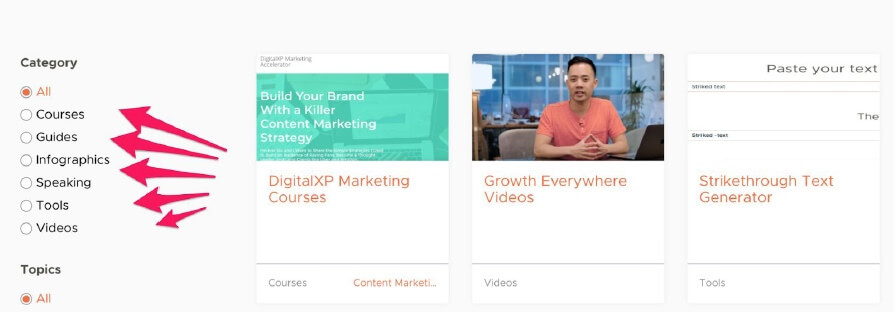 Category
All
Courses
Guides
Infographics
Speaking
Tools
Videos
Topics
All
DigitalXP Marketing
Accelerator
Build Your Brand
With a Killer
Content Marketing
Strategy
DigitalXP Marketing
Courses
Courses
Content Marketi...
Growth Everywhere
Videos
Videos
Paste your text
Striked text
The
Striked -text
Strikethrough Text
Generator
Tools